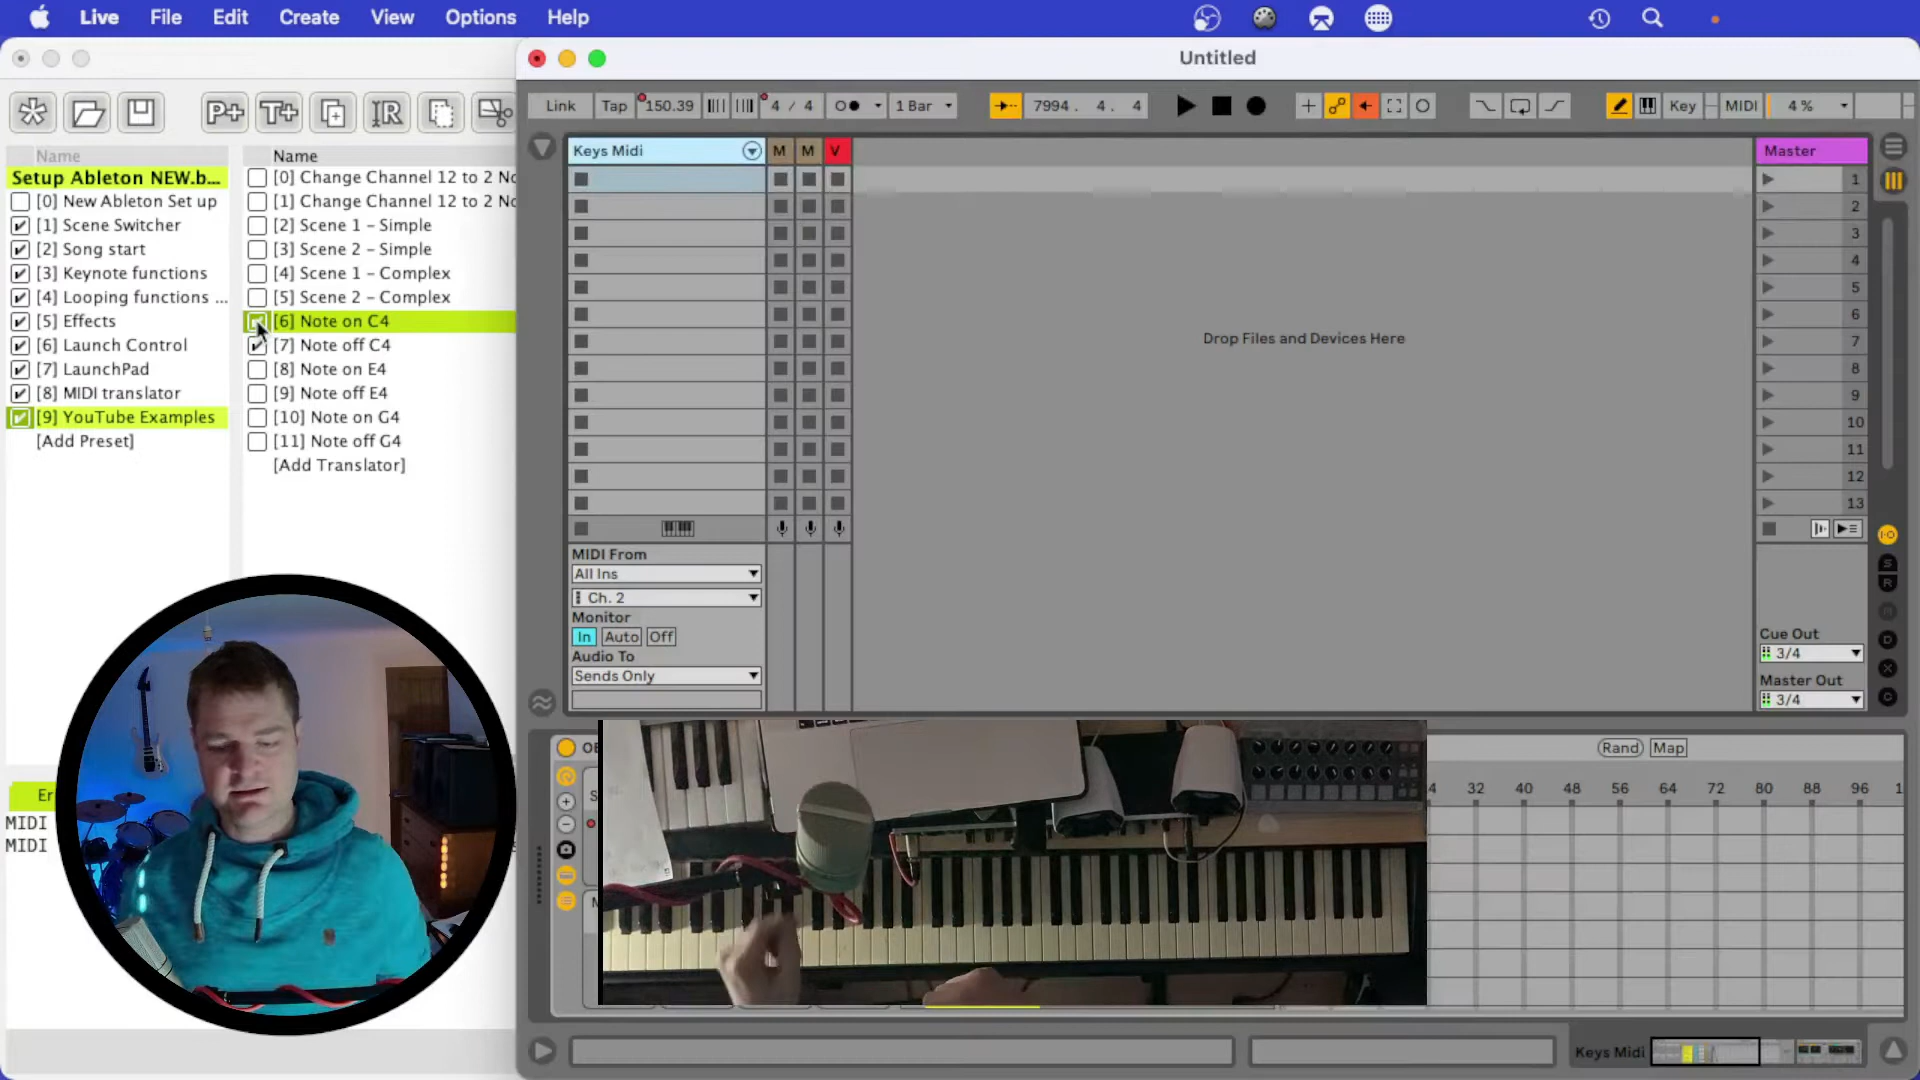 Live File Edit Create View Options Help
Untitled
P+ T+ R
Link Tap 150.39 4 / 4 1 Bar 7994. 4. 4 Key MIDI 4 %
Name
Setup Ableton NEW.b...
[0] New Ableton Set up
[1] Scene Switcher
[2] Song start
[3] Keynote functions
[4] Looping functions ...
[5] Effects
[6] Launch Control
[7] LaunchPad
[8] MIDI translator
[9] YouTube Examples
[Add Preset]
Name
[0] Change Channel 12 to 2 No
[1] Change Channel 12 to 2 No
[2] Scene 1 – Simple
[3] Scene 2 – Simple
[4] Scene 1 – Complex
[5] Scene 2 – Complex
[6] Note on C4
[7] Note off C4
[8] Note on E4
[9] Note off E4
[10] Note on G4
[11] Note off G4
[Add Translator]
Keys Midi M M V
Master
1
2
3
4
5
6
7
8
9
10
11
12
13
Drop Files and Devices Here
MIDI From
All Ins
Ch. 2
Monitor
In Auto Off
Audio To
Sends Only
I·O
S
R
D
X
C
Cue Out
3/4
Master Out
3/4
Er
MIDI
MIDI
Rand Map
4 32 40 48 56 64 72 80 88 96 1
Keys Midi